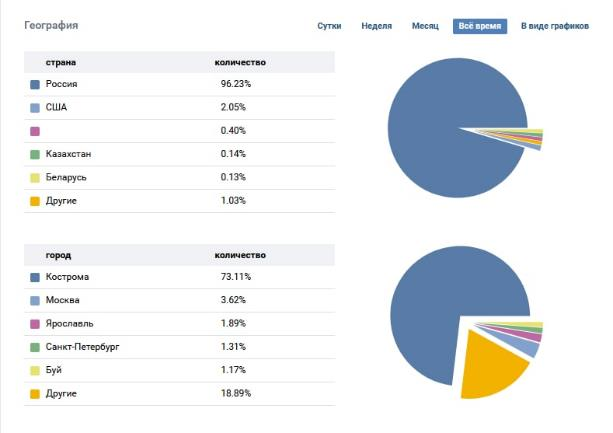 География Сутки Неделя Месяц Всё время В виде графиков
страна количество
Россия 96.23%
США 2.05%
0.40%
Казахстан 0.14%
Беларусь 0.13%
Другие 1.03%
город количество
Кострома 73.11%
Москва 3.62%
Ярославль 1.89%
Санкт-Петербург 1.31%
Буй 1.17%
Другие 18.89%